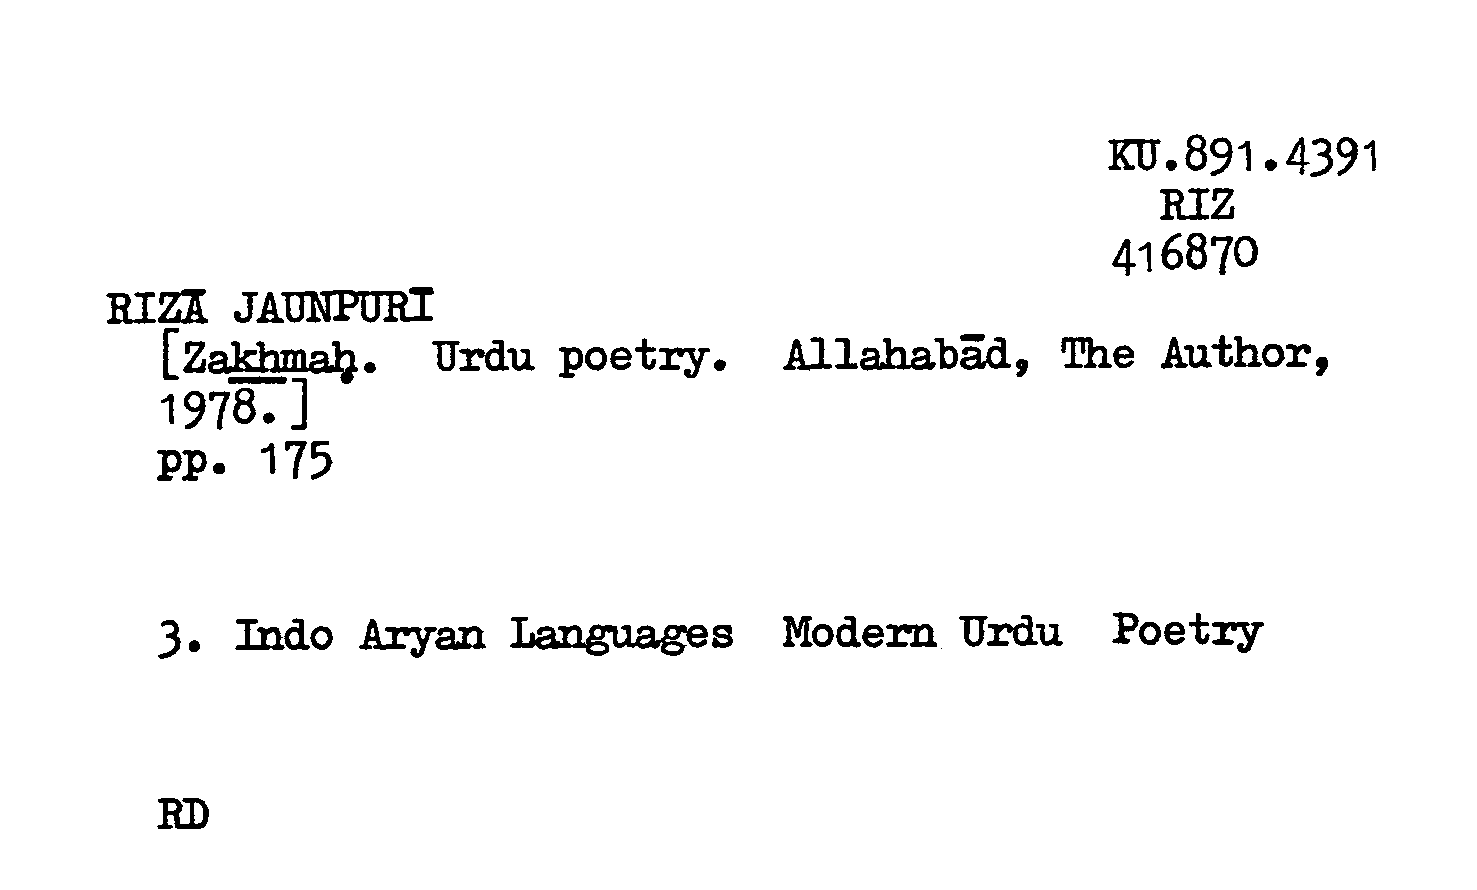 KU.891.4391
RIZ
416870
RIZĀ JAUNPURĪ
[Zakhmaḥ. Urdu poetry. Allahabād, The Author,
1978.]
pp. 175
3. Indo Aryan Languages Modern Urdu Poetry
RD